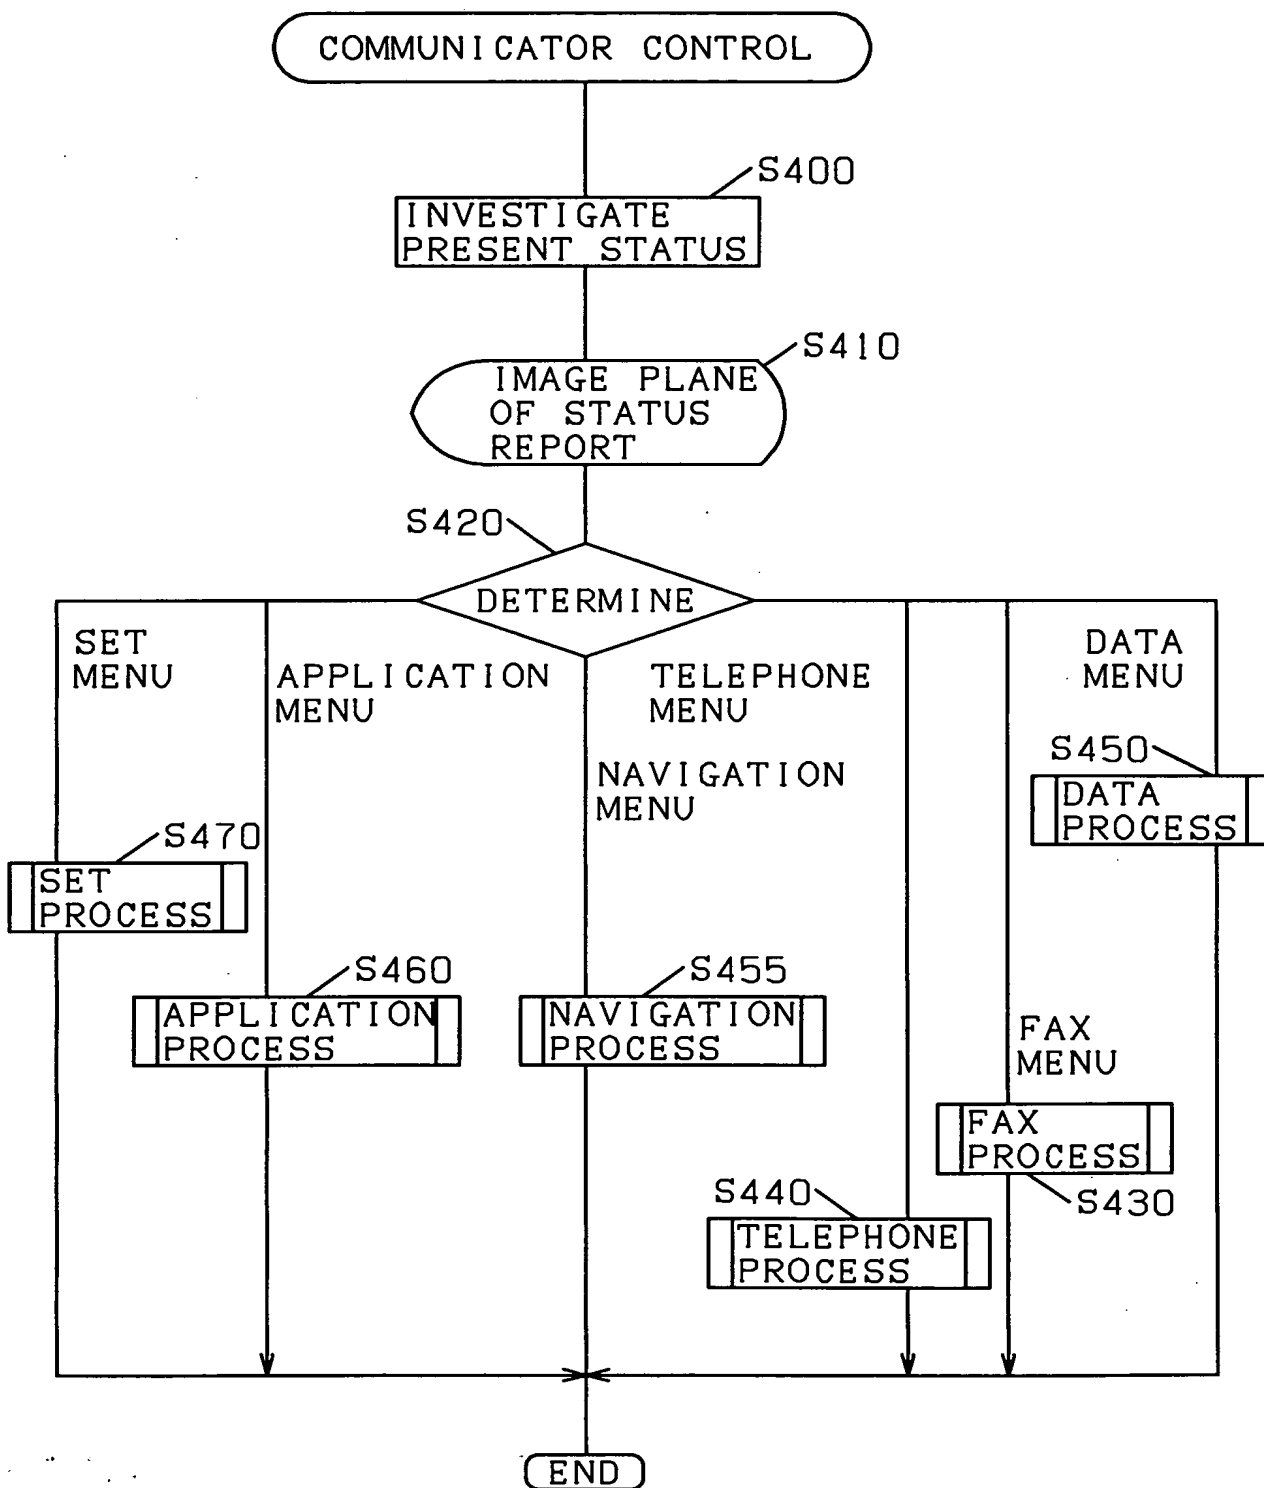 COMMUNICATOR CONTROL
S400
INVESTIGATE
PRESENT STATUS
S410
IMAGE PLANE
OF STATUS
REPORT
S420
DETERMINE
SET
MENU
APPLICATION
MENU
NAVIGATION
MENU
TELEPHONE
MENU
DATA
MENU
S450
DATA
PROCESS
S470
SET
PROCESS
S460
APPLICATION
PROCESS
S455
NAVIGATION
PROCESS
FAX
MENU
FAX
PROCESS
S430
S440
TELEPHONE
PROCESS
END